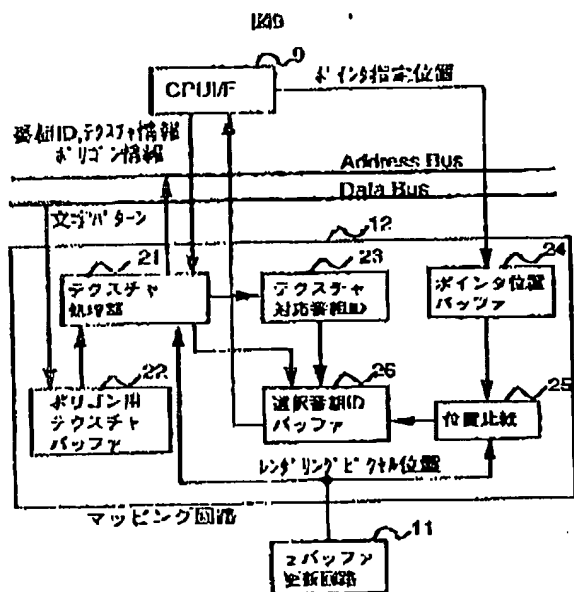 9
CPUI/F
ポインタ指定位置
番組ID,テクスチャ情報
ポリゴン情報
Address Bus
Data Bus
文字パターン
12
21
テクスチャ
処理部
23
テクスチャ
対応番組ID
24
ポインタ位置
バッファ
22
ポリゴン用
テクスチャ
バッファ
26
選択番組ID
バッファ
25
位置比較
レンダリングピクセル位置
マッピング回路
11
zバッファ
更新回路